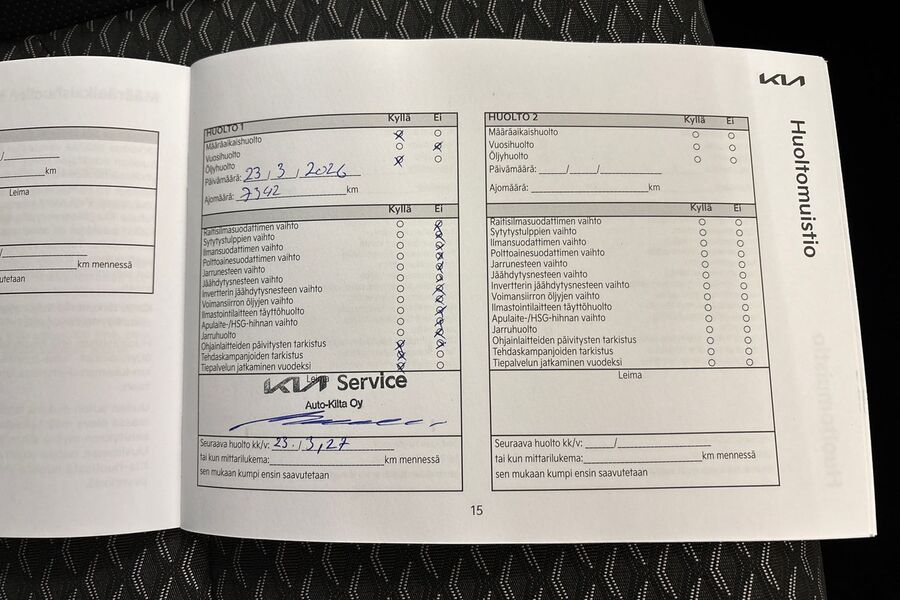 /
km
Leima
km mennessä
vutetaan
KIA
Huoltomuistio
HUOLTO 1 Kyllä Ei
Määräaikaishuolto
Vuosihuolto
Öljyhuolto
Päivämäärä: 23 / 3 / 2026
Ajomäärä: 7342 km
Kyllä Ei
Raitisilmasuodattimen vaihto
Sytytystulppien vaihto
Ilmansuodattimen vaihto
Polttoainesuodattimen vaihto
Jarrunesteen vaihto
Jäähdytysnesteen vaihto
Invertterin jäähdytysnesteen vaihto
Voimansiirron öljyjen vaihto
Ilmastointilaitteen täyttöhuolto
Apulaite-/HSG-hihnan vaihto
Jarruhuolto
Ohjainlaitteiden päivitysten tarkistus
Tehdaskampanjoiden tarkistus
Tiepalvelun jatkaminen vuodeksi
Leima
KIA Service
Auto-Kilta Oy
Seuraava huolto kk/v: 23. / 3, 27
tai kun mittarilukema: km mennessä
sen mukaan kumpi ensin saavutetaan
HUOLTO 2 Kyllä Ei
Määräaikaishuolto
Vuosihuolto
Öljyhuolto
Päivämäärä: / /
Ajomäärä: km
Kyllä Ei
Raitisilmasuodattimen vaihto
Sytytystulppien vaihto
Ilmansuodattimen vaihto
Polttoainesuodattimen vaihto
Jarrunesteen vaihto
Jäähdytysnesteen vaihto
Invertterin jäähdytysnesteen vaihto
Voimansiirron öljyjen vaihto
Ilmastointilaitteen täyttöhuolto
Apulaite-/HSG-hihnan vaihto
Jarruhuolto
Ohjainlaitteiden päivitysten tarkistus
Tehdaskampanjoiden tarkistus
Tiepalvelun jatkaminen vuodeksi
Leima
Seuraava huolto kk/v: /
tai kun mittarilukema: km mennessä
sen mukaan kumpi ensin saavutetaan
15